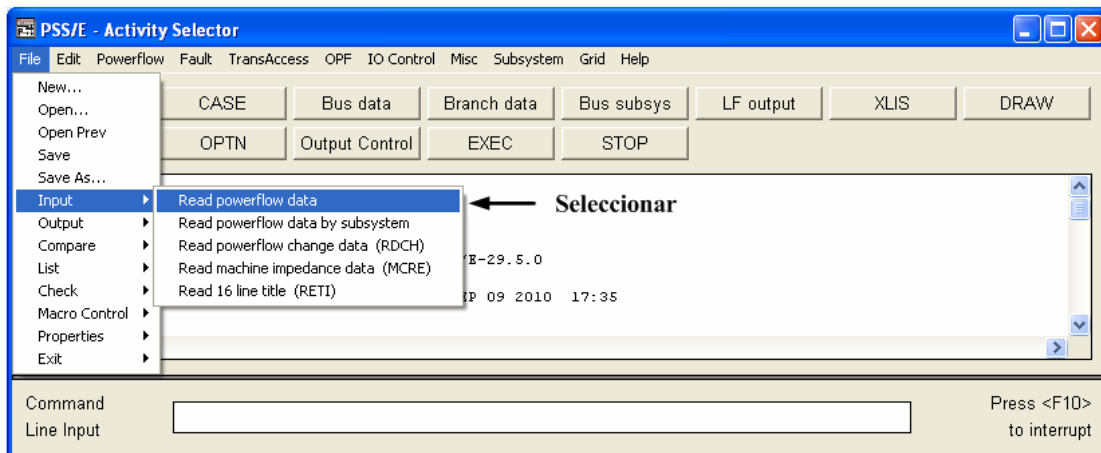 PSS/E - Activity Selector
File Edit Powerflow Fault TransAccess OPF IO Control Misc Subsystem Grid Help
New...
Open...
Open Prev
Save
Save As...
Input
Output
Compare
List
Check
Macro Control
Properties
Exit
CASE Bus data Branch data Bus subsys LF output XLIS DRAW
OPTN Output Control EXEC STOP
Read powerflow data
Read powerflow data by subsystem
Read powerflow change data (RDCH)
Read machine impedance data (MCRE)
Read 16 line title (RETI)
Seleccionar
/E-29.5.0
EP 09 2010 17:35
Command
Line Input
Press <F10>
to interrupt